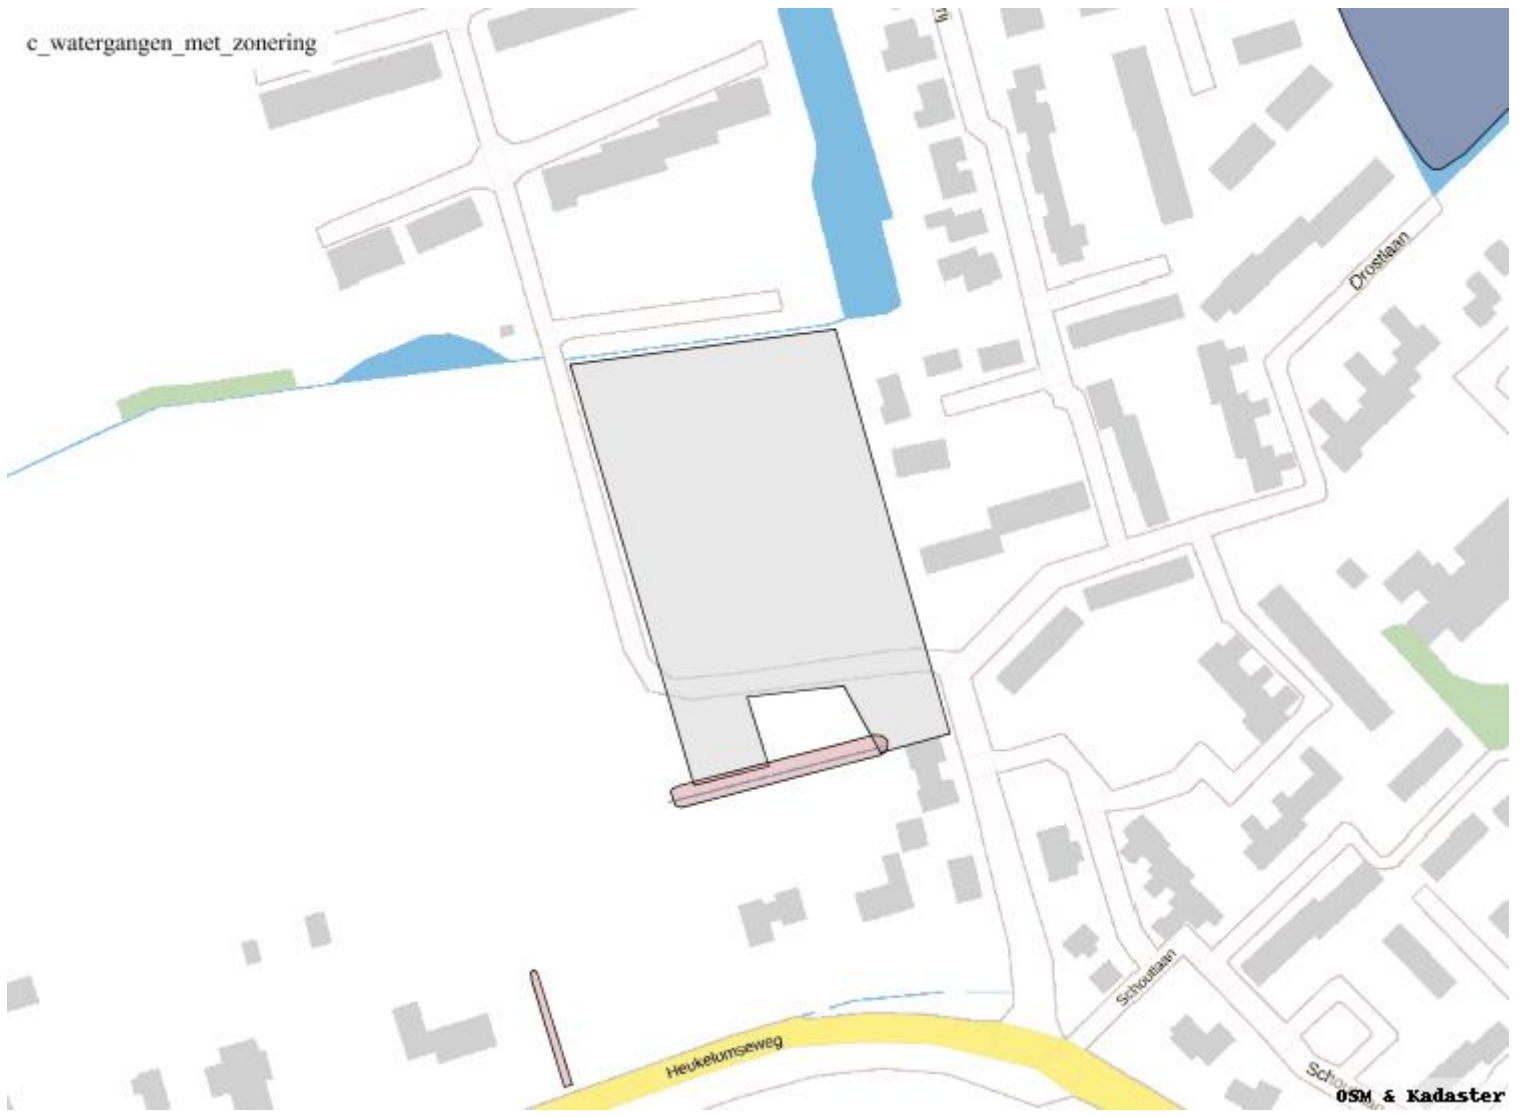 c_watergangen_met_zonering
Drostlaan
Schoutlaan
Heukelumseweg
OSM & Kadaster